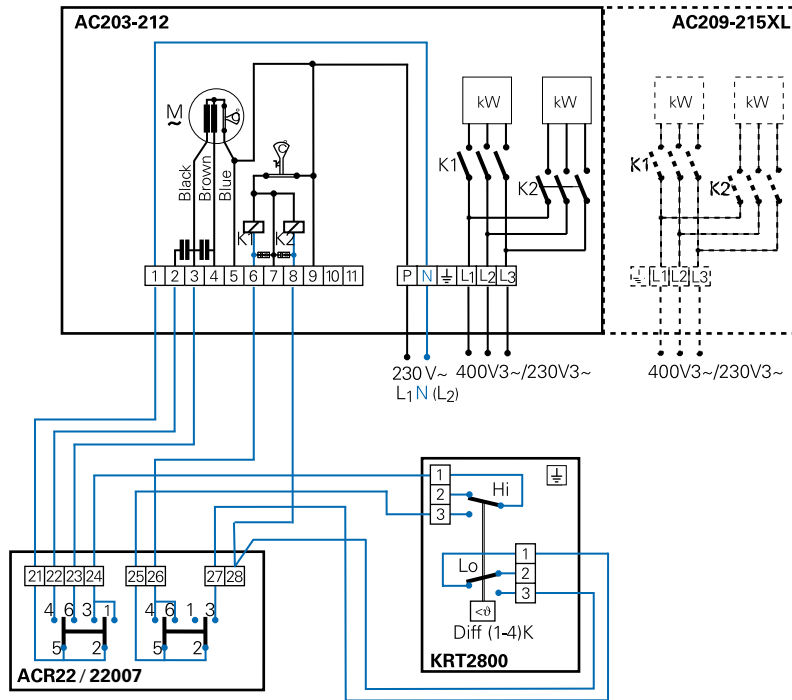 AC203-212
AC209-215XL
M
~
C
Black
Brown
Blue
K1
K2
1 2 3 4 5 6 7 8 9 10 11
P N L1 L2 L3
kW
kW
K1
K2
kW
kW
K1
K2
L1 L2 L3
230 V~
L1 N (L2)
400V3~/230V3~
400V3~/230V3~
1
2
3
Hi
Lo
1
2
3
<ϑ
Diff (1-4)K
KRT2800
21 22 23 24
25 26
27 28
4 6 3 1
5 2
4 6 1 3
5 2
ACR22 / 22007